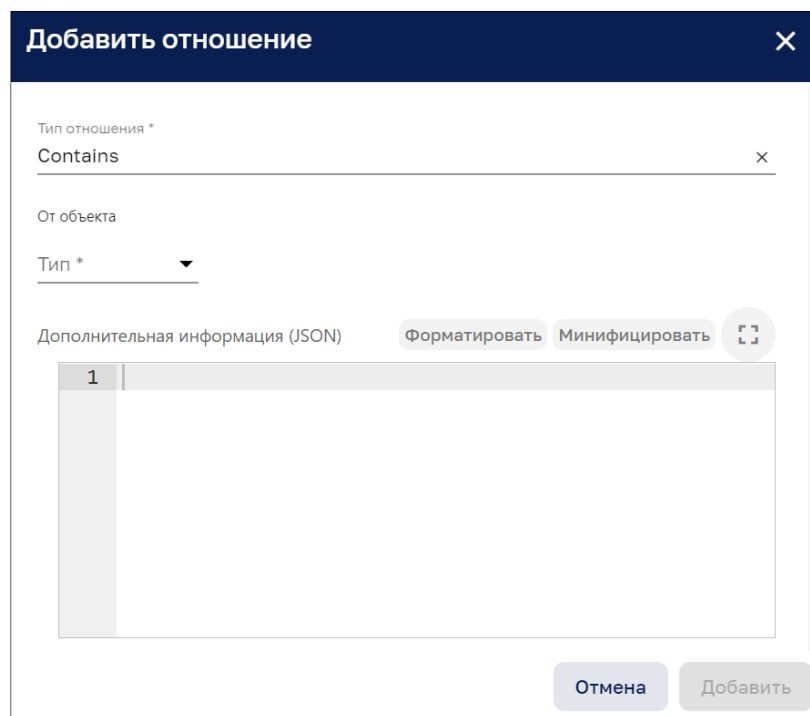 Добавить отношение
Тип отношения *
Contains
От объекта
Тип *
Дополнительная информация (JSON) Форматировать Минифицировать
1
Отмена Добавить